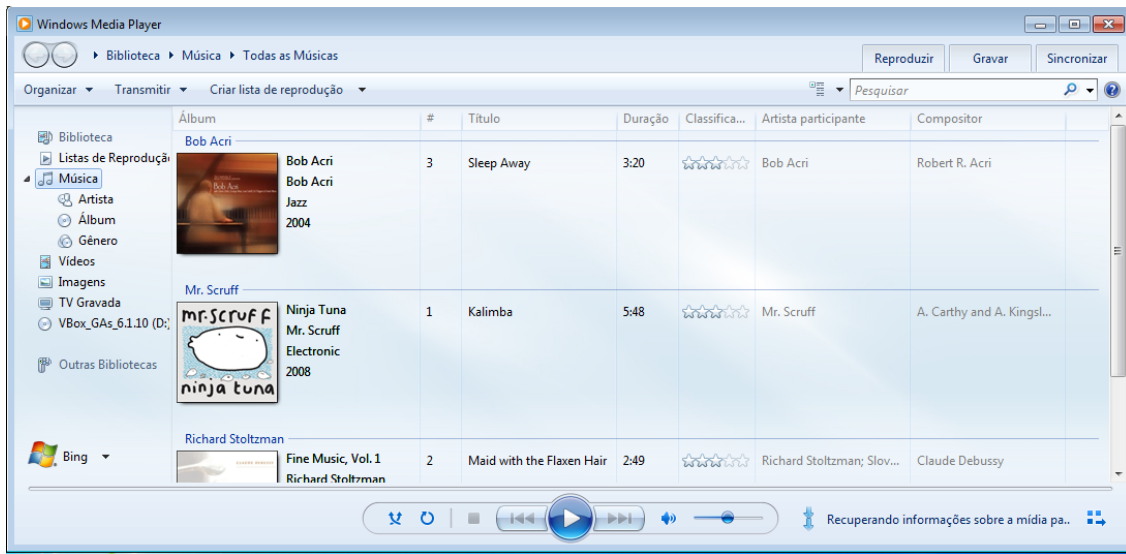 Windows Media Player
Biblioteca Música Todas as Músicas
Reproduzir Gravar Sincronizar
Organizar Transmitir Criar lista de reprodução Pesquisar
Álbum # Título Duração Classifica... Artista participante Compositor
Biblioteca
Listas de Reproduçã
Música
Artista
Álbum
Gênero
Vídeos
Imagens
TV Gravada
VBox_GAs_6.1.10 (D:)
Outras Bibliotecas
Bing
Bob Acri
Bob Acri
Bob Acri 3 Sleep Away 3:20 Bob Acri Robert R. Acri
Bob Acri
Jazz
2004
Mr. Scruff
mr.scruff
ninja tuna
Ninja Tuna 1 Kalimba 5:48 Mr. Scruff A. Carthy and A. Kingsl...
Mr. Scruff
Electronic
2008
Richard Stoltzman
Fine Music, Vol. 1 2 Maid with the Flaxen Hair 2:49 Richard Stoltzman; Slov... Claude Debussy
Richard Stoltzman
Recuperando informações sobre a mídia pa..